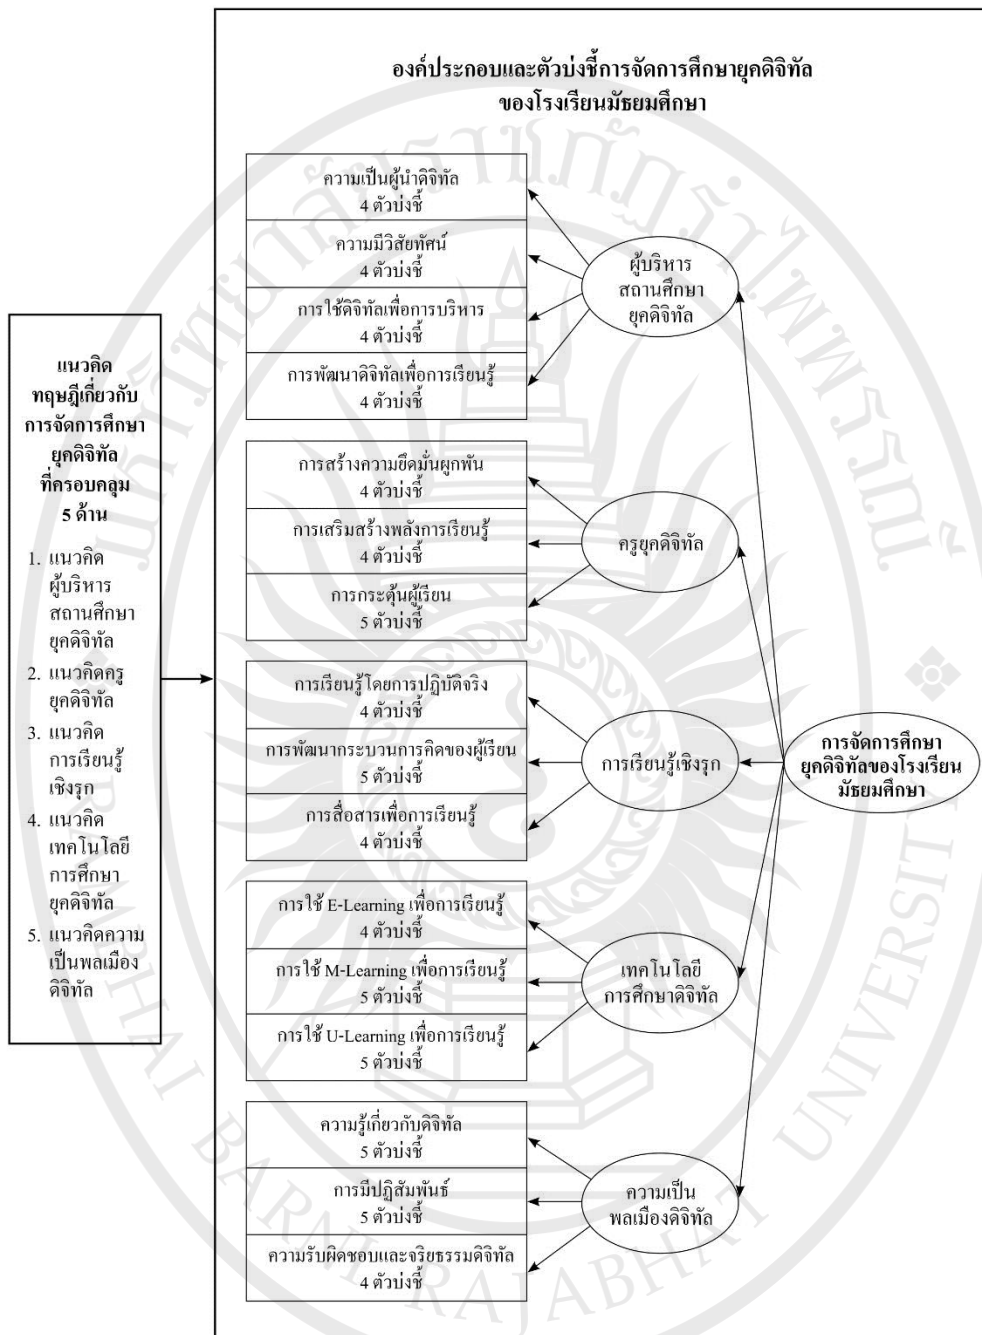 องค์ประกอบและตัวบ่งชี้การจัดการศึกษายุคดิจิทัล
ของโรงเรียนมัธยมศึกษา
แนวคิด
ทฤษฎีเกี่ยวกับ
การจัดการศึกษา
ยุคดิจิทัล
ที่ครอบคลุม
5 ด้าน
1. แนวคิด
ผู้บริหาร
สถานศึกษา
ยุคดิจิทัล
2. แนวคิดครู
ยุคดิจิทัล
3. แนวคิด
การเรียนรู้
เชิงรุก
4. แนวคิด
เทคโนโลยี
การศึกษา
ยุคดิจิทัล
5. แนวคิดความ
เป็นพลเมือง
ดิจิทัล
ความเป็นผู้นำดิจิทัล
4 ตัวบ่งชี้
ความมีวิสัยทัศน์
4 ตัวบ่งชี้
การใช้ดิจิทัลเพื่อการบริหาร
4 ตัวบ่งชี้
การพัฒนาดิจิทัลเพื่อการเรียนรู้
4 ตัวบ่งชี้
ผู้บริหาร
สถานศึกษา
ยุคดิจิทัล
การสร้างความยึดมั่นผูกพัน
4 ตัวบ่งชี้
การเสริมสร้างพลังการเรียนรู้
4 ตัวบ่งชี้
การกระตุ้นผู้เรียน
5 ตัวบ่งชี้
ครูยุคดิจิทัล
การเรียนรู้โดยการปฏิบัติจริง
4 ตัวบ่งชี้
การพัฒนากระบวนการคิดของผู้เรียน
5 ตัวบ่งชี้
การสื่อสารเพื่อการเรียนรู้
4 ตัวบ่งชี้
การเรียนรู้เชิงรุก
การจัดการศึกษา
ยุคดิจิทัลของโรงเรียน
มัธยมศึกษา
การใช้ E-Learning เพื่อการเรียนรู้
4 ตัวบ่งชี้
การใช้ M-Learning เพื่อการเรียนรู้
5 ตัวบ่งชี้
การใช้ U-Learning เพื่อการเรียนรู้
5 ตัวบ่งชี้
เทคโนโลยี
การศึกษาดิจิทัล
ความรู้เกี่ยวกับดิจิทัล
5 ตัวบ่งชี้
การมีปฏิสัมพันธ์
5 ตัวบ่งชี้
ความรับผิดชอบและจริยธรรมดิจิทัล
4 ตัวบ่งชี้
ความเป็น
พลเมืองดิจิทัล
มหาวิทยาลัยราชภัฏรำไพพรรณี
RAMBHAI BARNI RAJABHAT UNIVERSITY